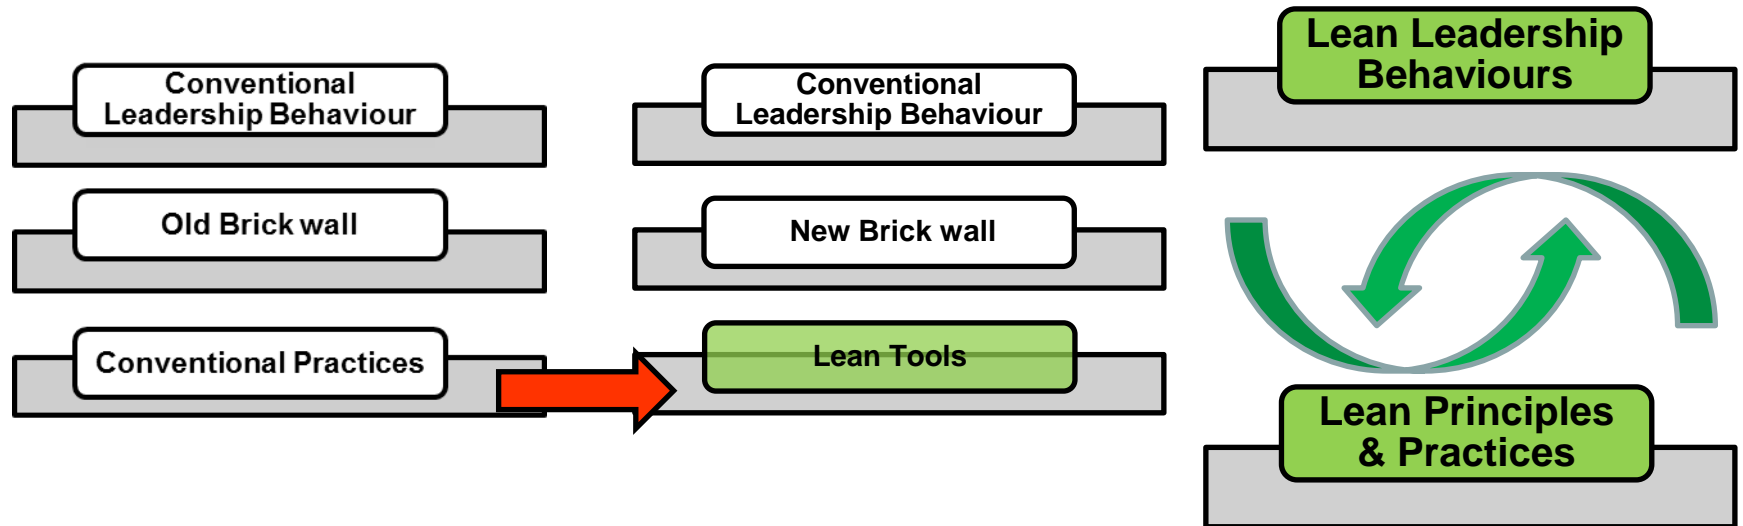 Conventional
Leadership Behaviour
Old Brick wall
Conventional Practices
Conventional
Leadership Behaviour
New Brick wall
Lean Tools
Lean Leadership
Behaviours
Lean Principles
& Practices